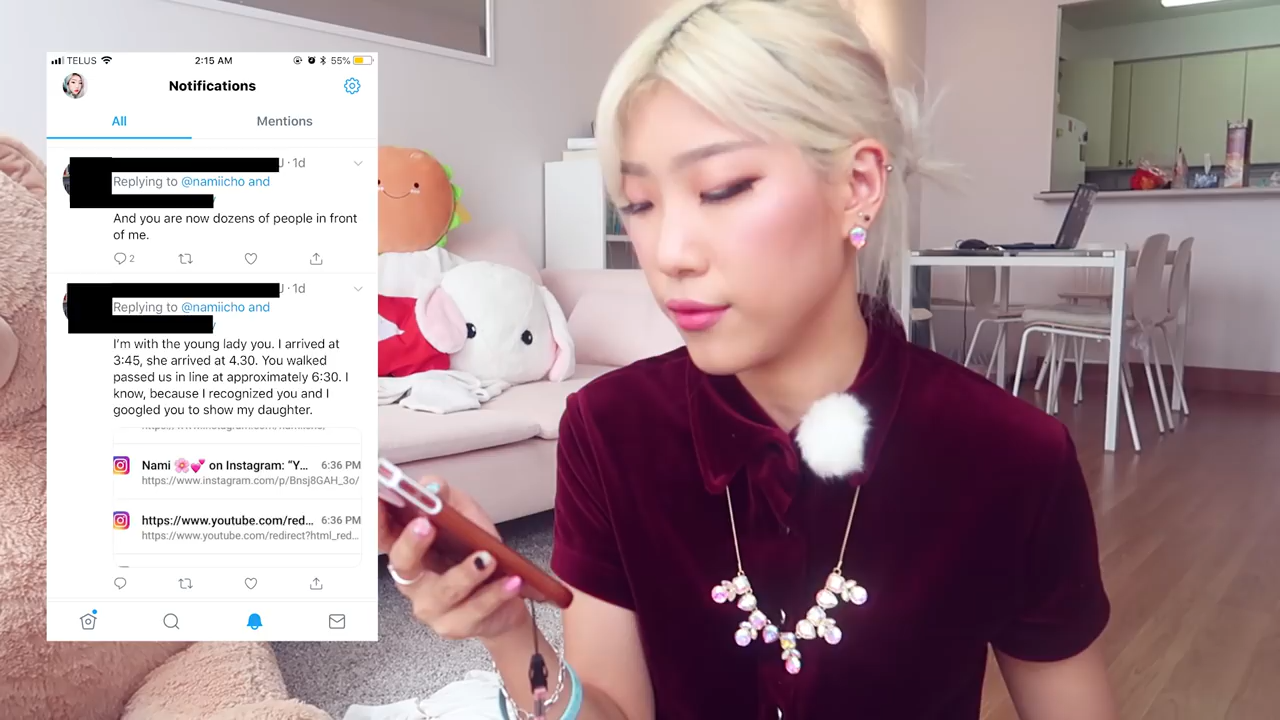 TELUS
2:15 AM
55%
Notifications
All
Mentions
· 1d
Replying to @namiicho and
And you are now dozens of people in front
of me.
2
· 1d
Replying to @namiicho and
I'm with the young lady you. I arrived at
3:45, she arrived at 4.30. You walked
passed us in line at approximately 6:30. I
know, because I recognized you and I
googled you to show my daughter.
Nami 🌸💕 on Instagram: “Y... 6:36 PM
https://www.instagram.com/p/Bnsj8GAH_3o/
https://www.youtube.com/red... 6:36 PM
https://www.youtube.com/redirect?html_red...